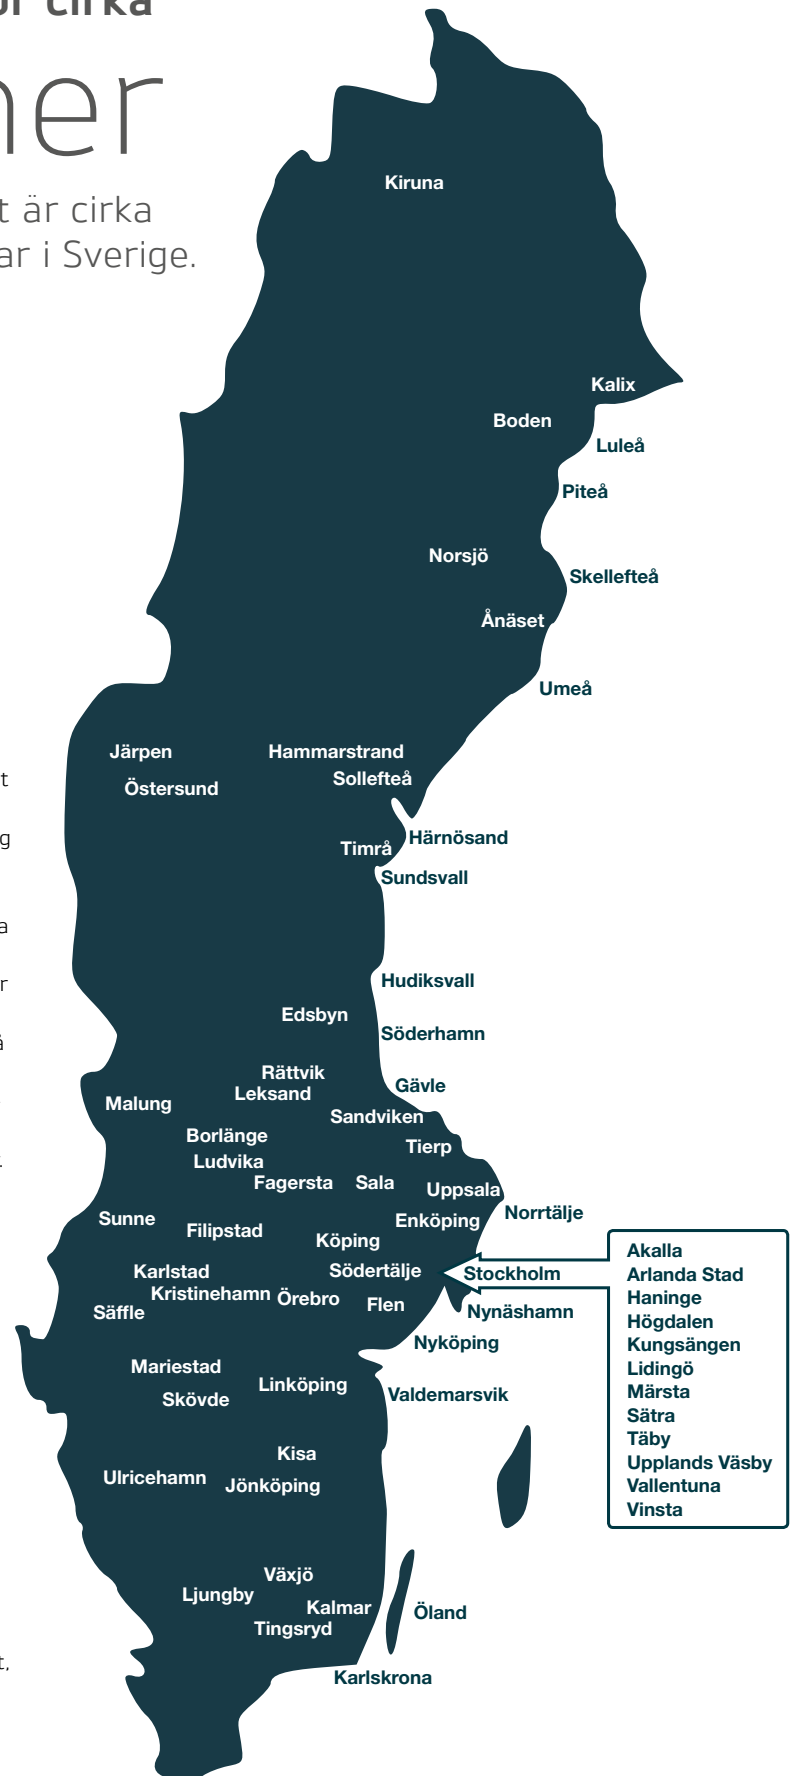 ör cirka
ner
t är cirka
ar i Sverige.
Kiruna
Kalix
Boden
Luleå
Piteå
Norsjö
Skellefteå
Ånäset
Umeå
Järpen
Hammarstrand
Sollefteå
Östersund
t
g
Härnösand
Timrå
Sundsvall
a
Hudiksvall
r
Edsbyn
Söderhamn
å
Rättvik
Leksand
Gävle
Malung
Sandviken
Borlänge
Tierp
Ludvika
Fagersta
Sala
Uppsala
Norrtälje
Sunne
Filipstad
Enköping
Köping
Karlstad
Södertälje
Stockholm
Kristinehamn
Örebro
Flen
Säffle
Nynäshamn
Nyköping
Mariestad
Linköping
Skövde
Valdemarsvik
Kisa
Ulricehamn
Jönköping
Akalla
Arlanda Stad
Haninge
Högdalen
Kungsängen
Lidingö
Märsta
Sätra
Täby
Upplands Väsby
Vallentuna
Vinsta
Växjö
Ljungby
Kalmar
Öland
Tingsryd
t,
Karlskrona